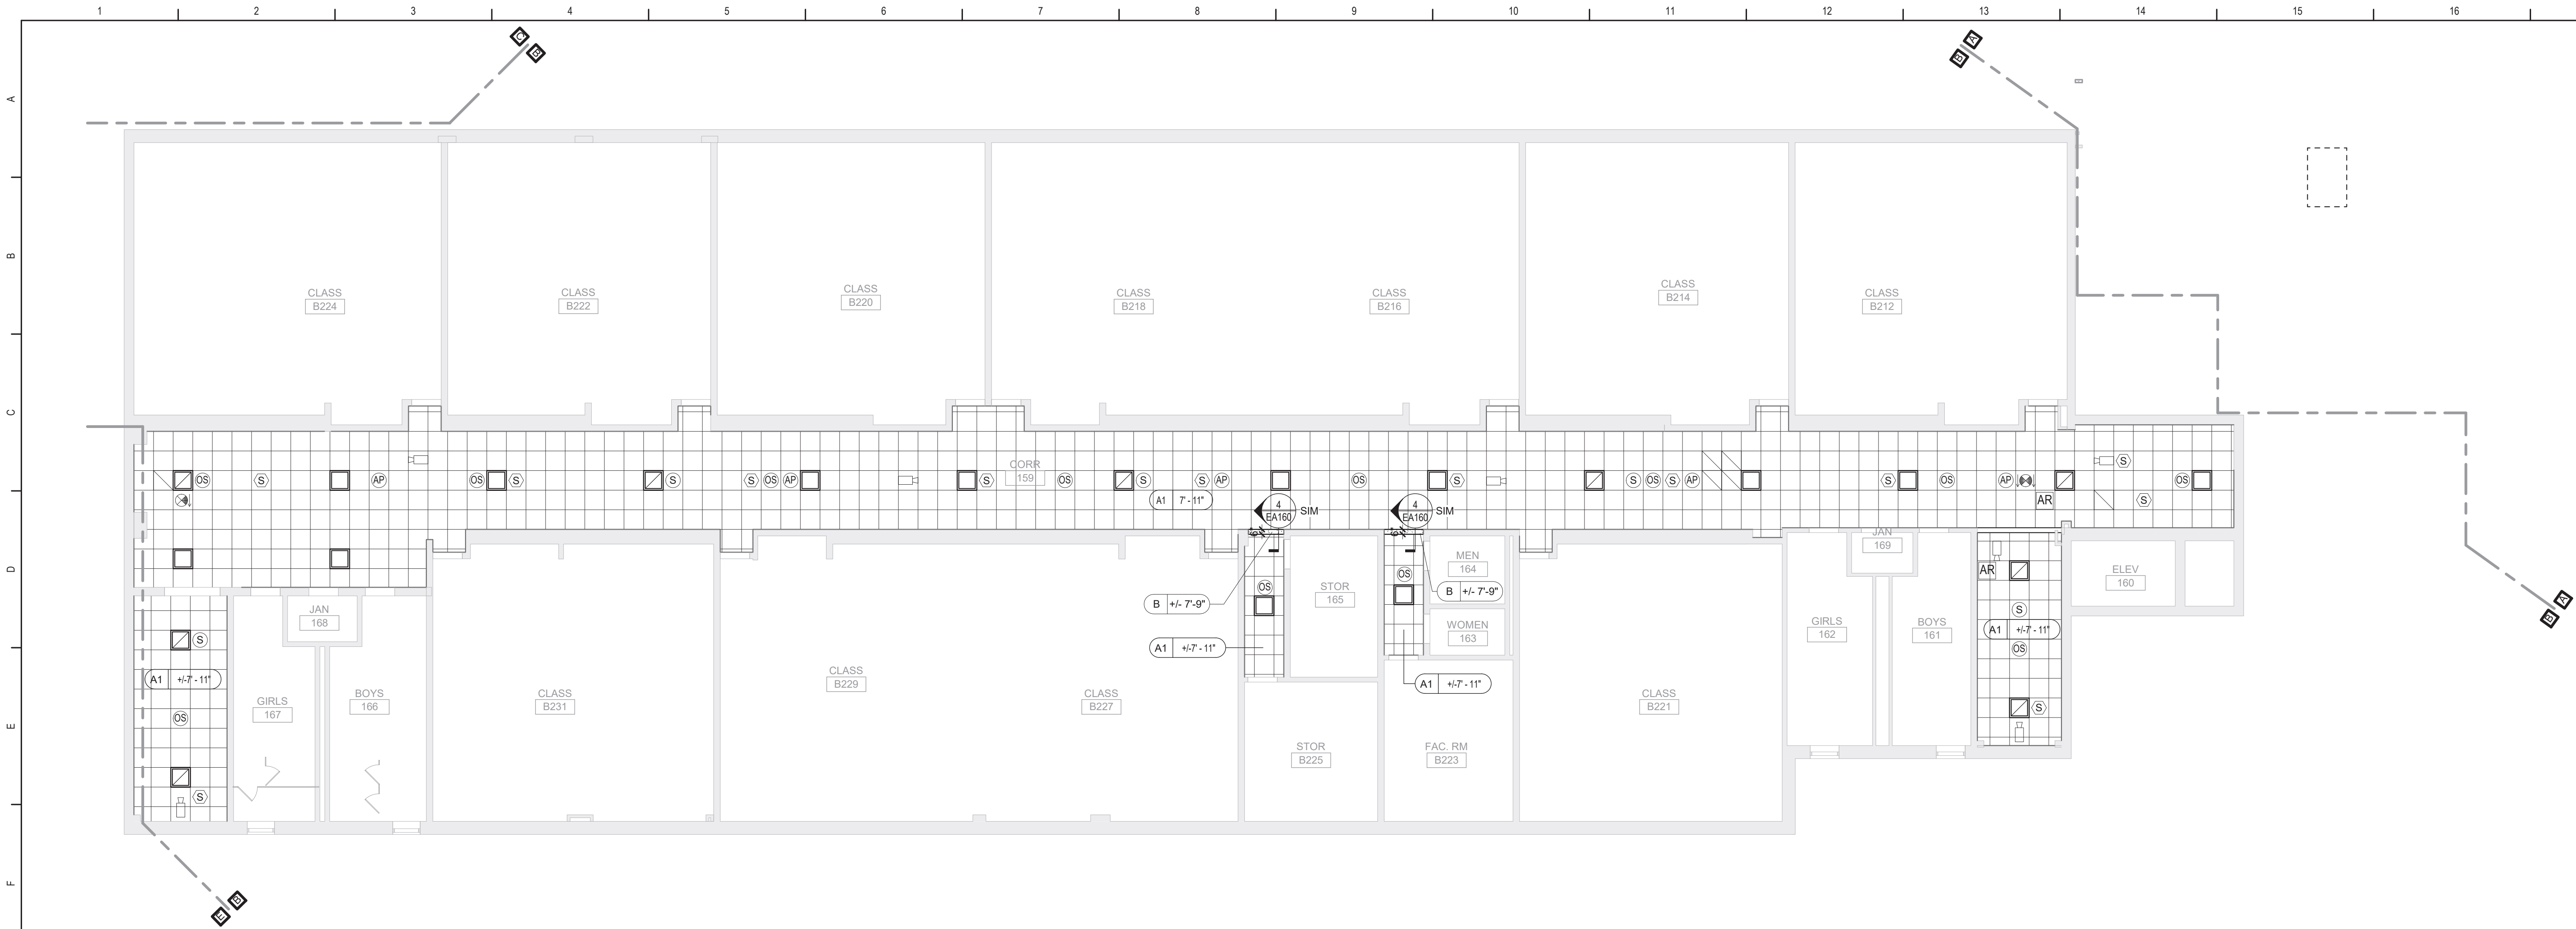 1 2 3 4 5 6 7 8 9 10 11 12 13 14 15 16
C
B
A
B
A
B
C
D
E
F
CLASS
B224
CLASS
B222
CLASS
B220
CLASS
B218
CLASS
B216
CLASS
B214
CLASS
B212
CORR
159
OS S AP OS S S S OS AP S OS S S AP OS S S OS S AP S OS AP S OS
A1 7' - 11"
AR
S
4
EA160
SIM
4
EA160
SIM
6"
6"
JAN
169
MEN
164
STOR
165
OS
OS
B +/- 7'-9"
B +/- 7'-9"
AR
ELEV
160
JAN
168
S
WOMEN
163
GIRLS
162
BOYS
161
S
A1 +/-7' - 11"
OS
A1 +/-7' - 11"
A1 +/-7' - 11"
A1 +/-7' - 11"
GIRLS
167
BOYS
166
CLASS
B231
CLASS
B229
CLASS
B227
CLASS
B221
OS
S
STOR
B225
FAC. RM
B223
S
A
B
B
E